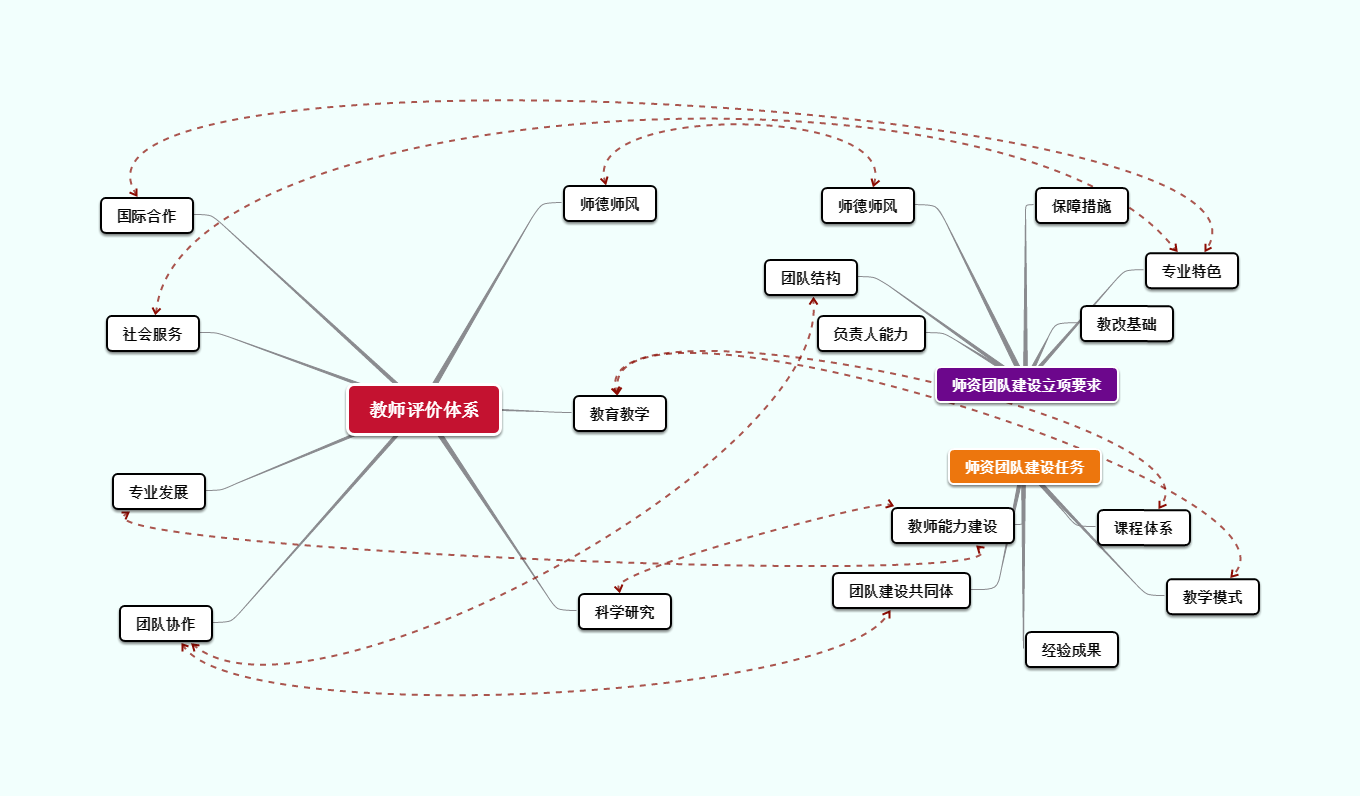 师德师风
国际合作
社会服务
教师评价体系
教育教学
专业发展
团队协作
科学研究
师德师风
保障措施
团队结构
专业特色
负责人能力
教改基础
师资团队建设立项要求
师资团队建设任务
教师能力建设
课程体系
团队建设共同体
教学模式
经验成果